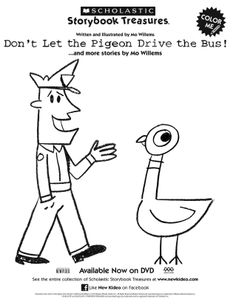 SCHOLASTIC
Storybook Treasures™
COLOR
ME
Written and Illustrated by Mo Willems
Don't Let the Pigeon Drive the Bus!
...and more stories by Mo Willems
Available Now on DVD
See the entire collection of Scholastic Storybook Treasures at www.newvideo.com
Like New Video on Facebook